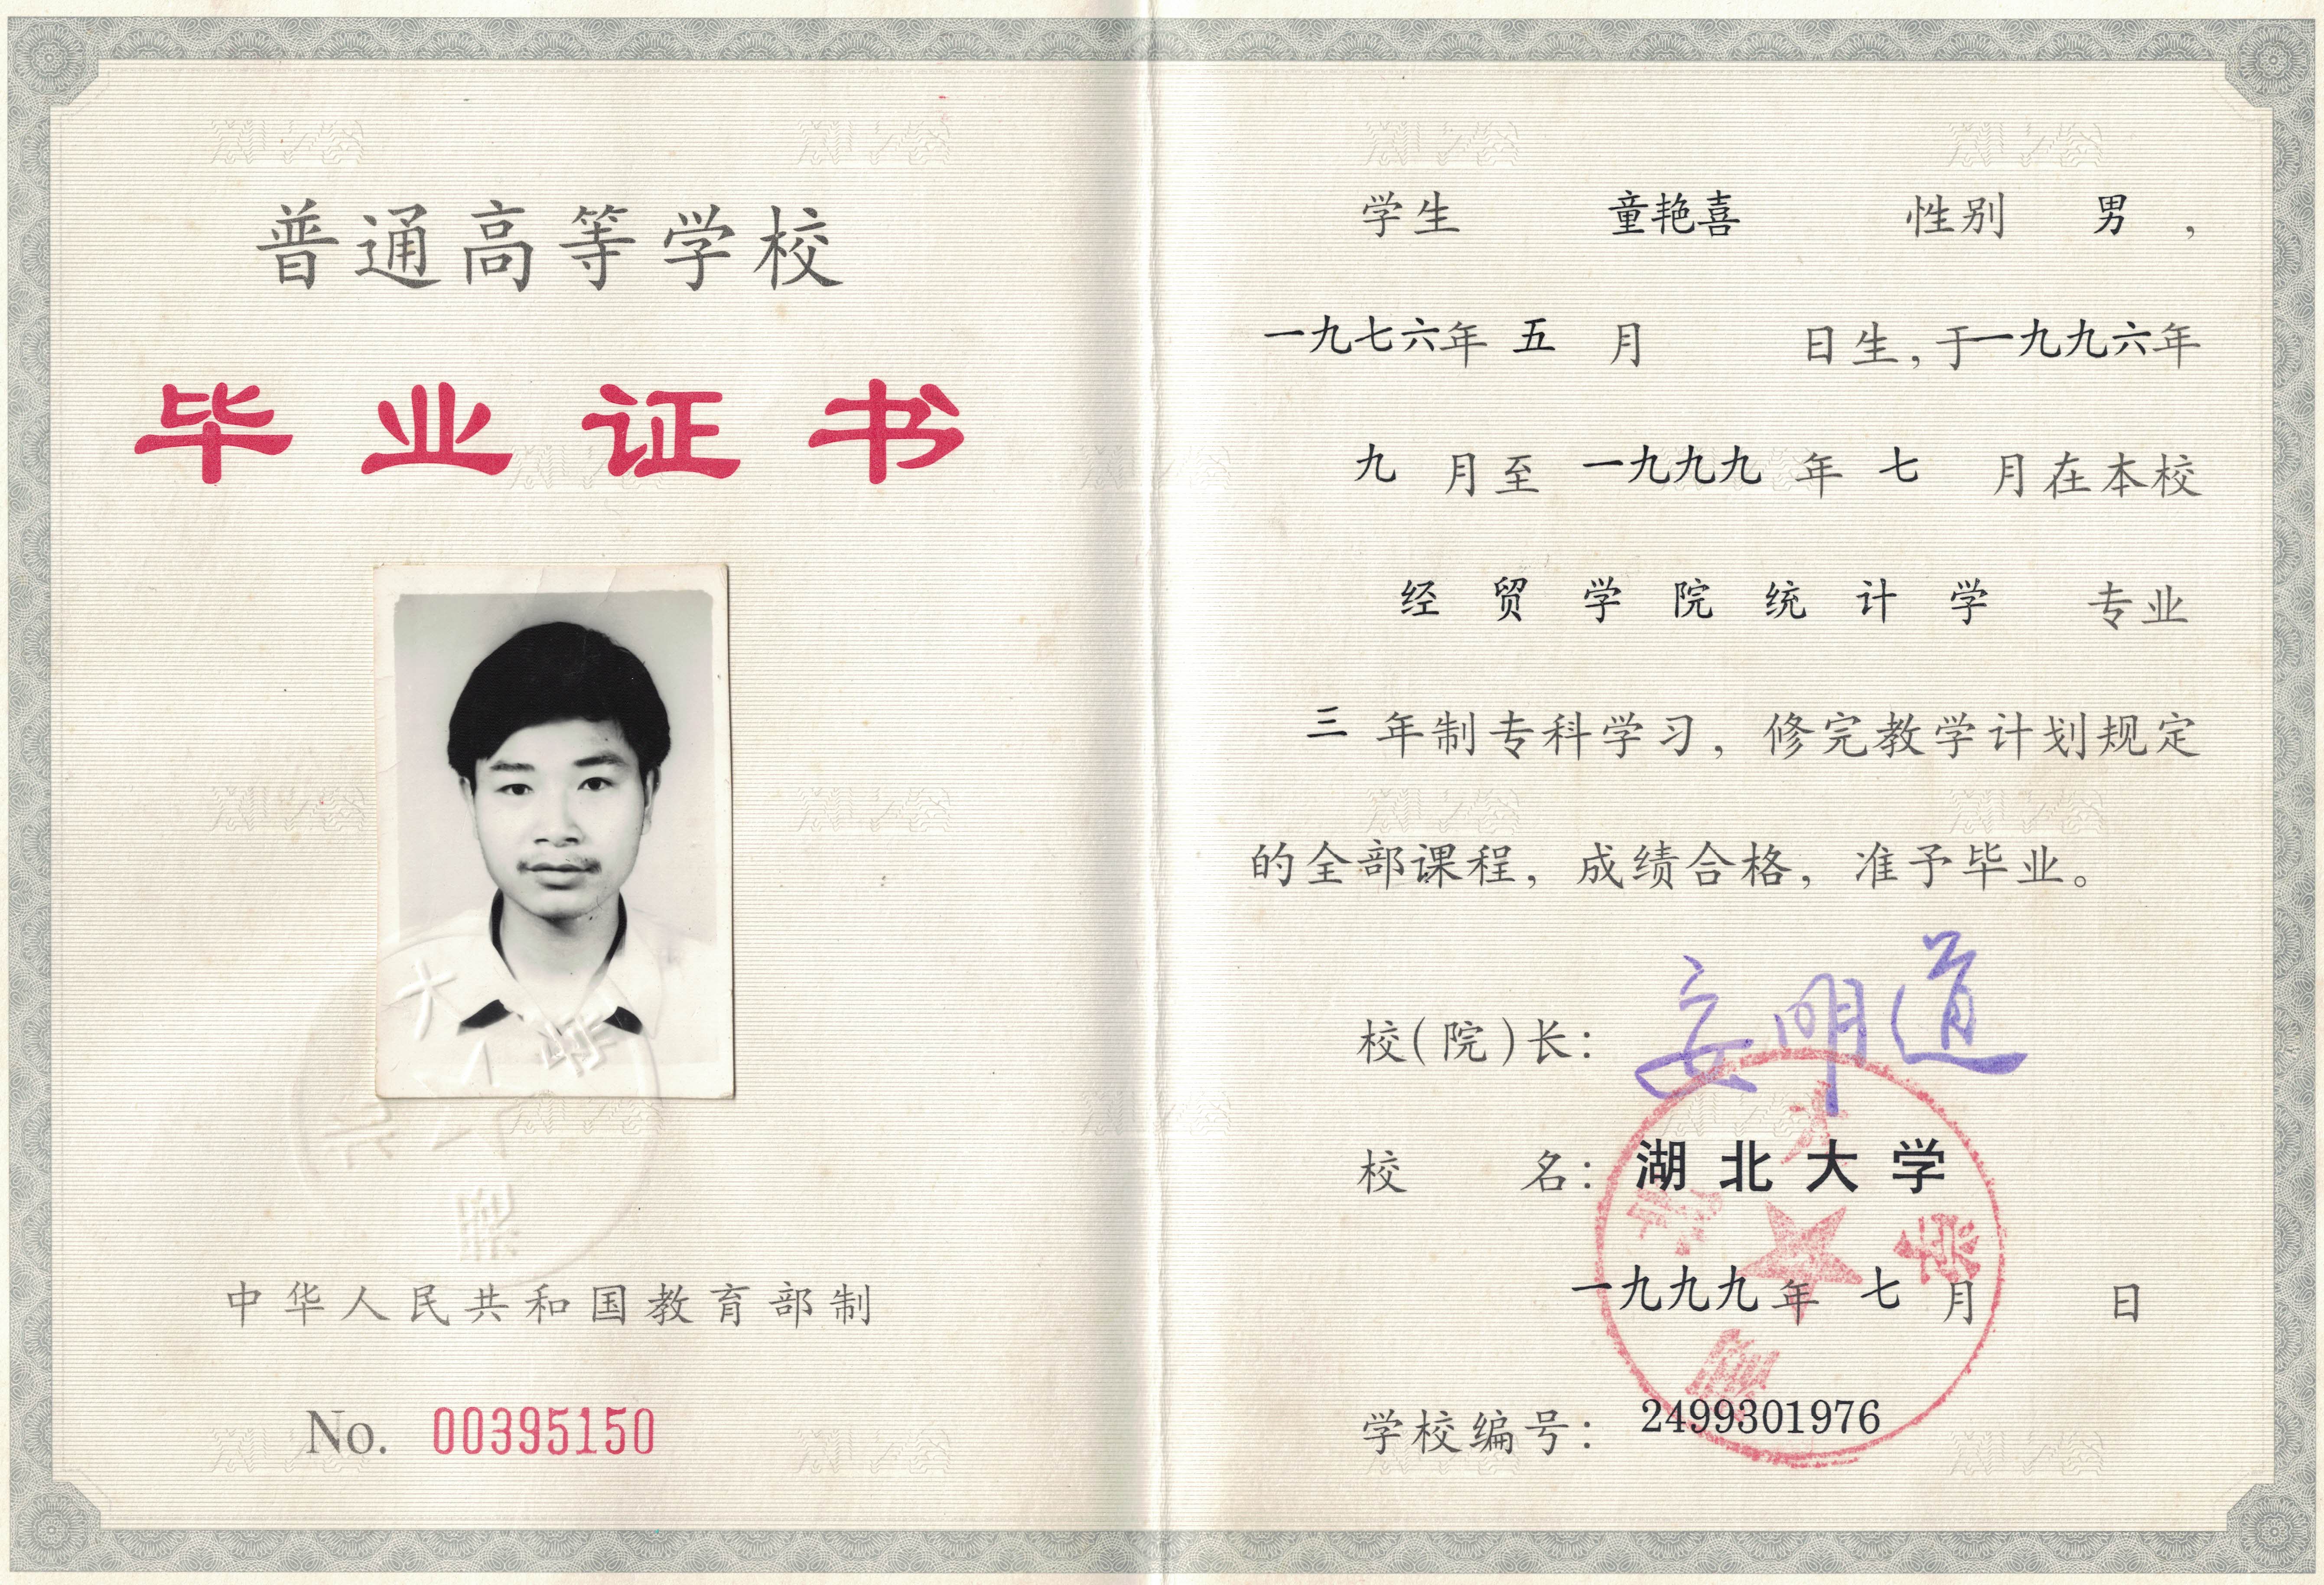 普通高等学校
毕业证书
中华人民共和国教育部制
No. 00395150
学生 童艳喜 性别 男，
一九七六年 五 月 日生，于一九九六年
九 月至 一九九九 年 七 月在本校
经贸学院统计学 专业
三 年制专科学习，修完教学计划规定
的全部课程，成绩合格，准予毕业。
校(院)长：
校 名：湖北大学
一九九九年 七 月 日
学校编号：2499301976